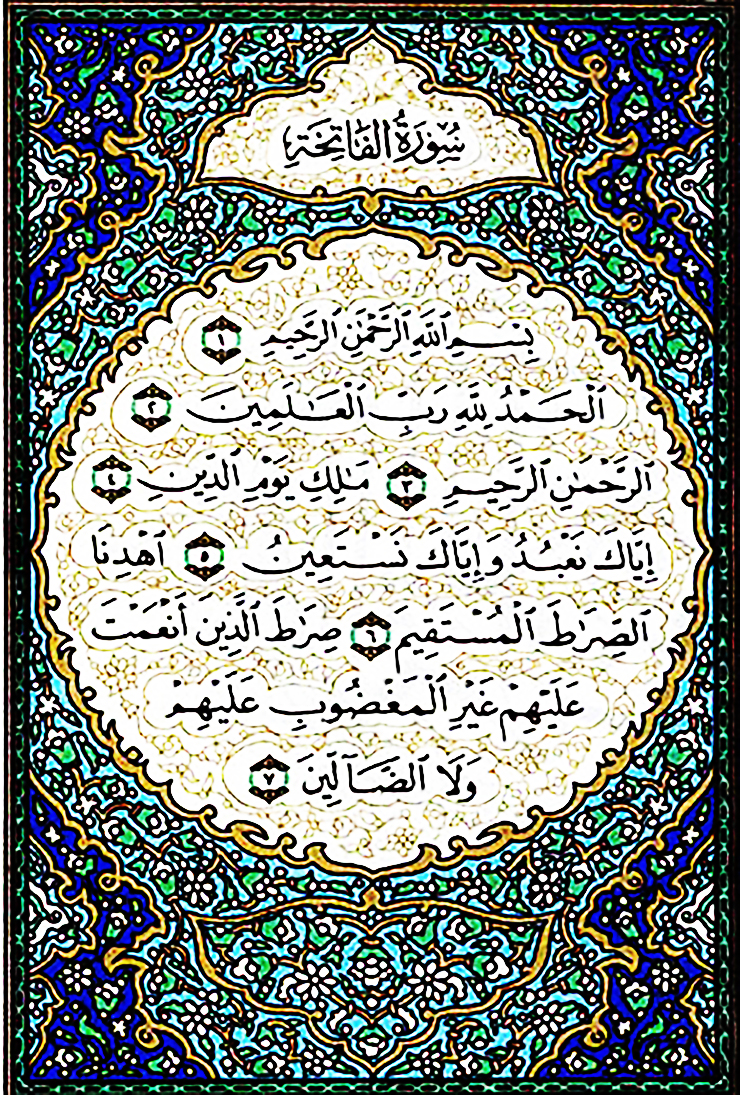 سُورَةُ الفَاتِحَةِ
بِسْمِ ٱللَّهِ ٱلرَّحْمَٰنِ ٱلرَّحِيمِ ١
ٱلْحَمْدُ لِلَّهِ رَبِّ ٱلْعَٰلَمِينَ ٢
ٱلرَّحْمَٰنِ ٱلرَّحِيمِ ٣ مَٰلِكِ يَوْمِ ٱلدِّينِ ٤
إِيَّاكَ نَعْبُدُ وَإِيَّاكَ نَسْتَعِينُ ٥ ٱهْدِنَا
ٱلصِّرَٰطَ ٱلْمُسْتَقِيمَ ٦ صِرَٰطَ ٱلَّذِينَ أَنْعَمْتَ
عَلَيْهِمْ غَيْرِ ٱلْمَغْضُوبِ عَلَيْهِمْ
وَلَا ٱلضَّآلِّينَ ٧